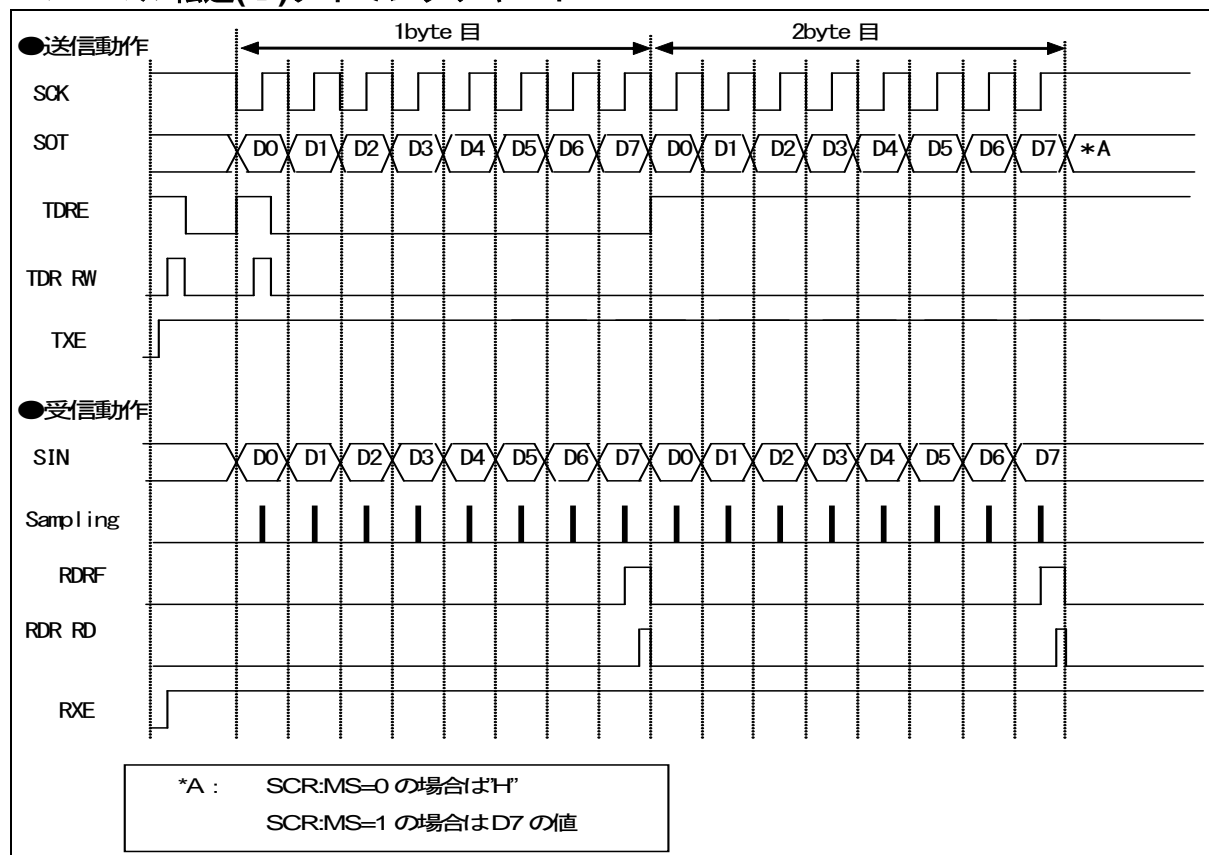 1byte 目 2byte 目
●送信動作
SCK
SOT D0 D1 D2 D3 D4 D5 D6 D7 D0 D1 D2 D3 D4 D5 D6 D7 *A
TDRE
TDR RW
TXE
●受信動作
SIN D0 D1 D2 D3 D4 D5 D6 D7 D0 D1 D2 D3 D4 D5 D6 D7
Sampling
RDRF
RDR RD
RXE
*A : SCR:MS=0 の場合は"H"
SCR:MS=1 の場合は D7 の値